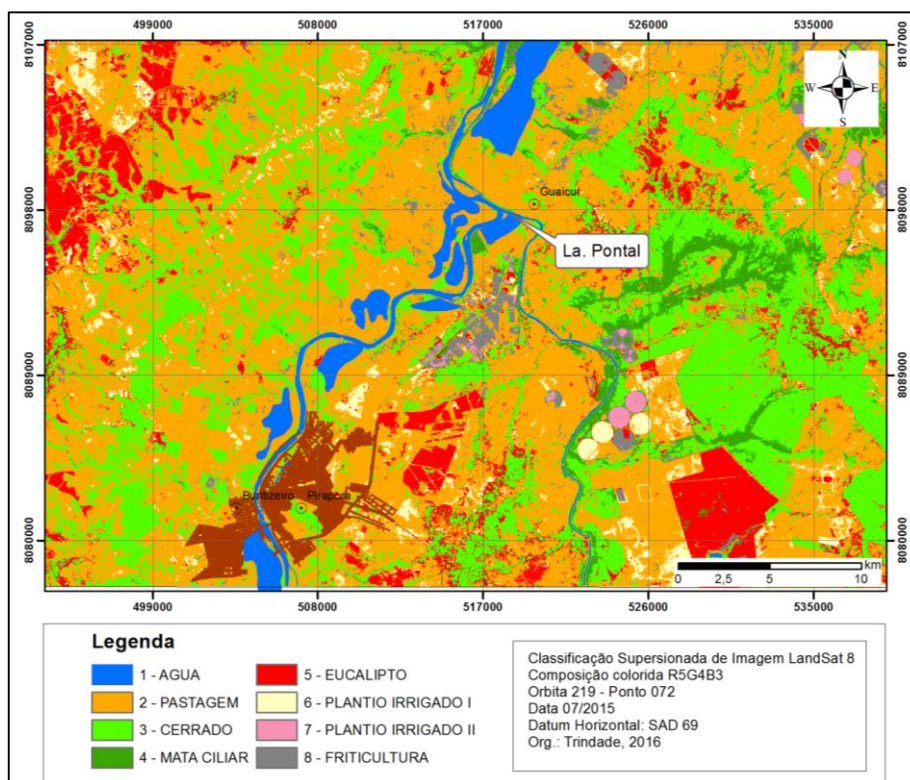 499000 508000 517000 526000 535000
8107000 8107000
N
W E
S
Guaicuí
8098000 8098000
La. Pontal
8089000 8089000
Buritizeiro Pirapora
8080000 8080000
km
0 2,5 5 10
499000 508000 517000 526000 535000
Legenda
1 - AGUA
2 - PASTAGEM
3 - CERRADO
4 - MATA CILIAR
5 - EUCALIPTO
6 - PLANTIO IRRIGADO I
7 - PLANTIO IRRIGADO II
8 - FRITICULTURA
Classificação Supersionada de Imagem LandSat 8
Composição colorida R5G4B3
Orbita 219 - Ponto 072
Data 07/2015
Datum Horizontal: SAD 69
Org.: Trindade, 2016